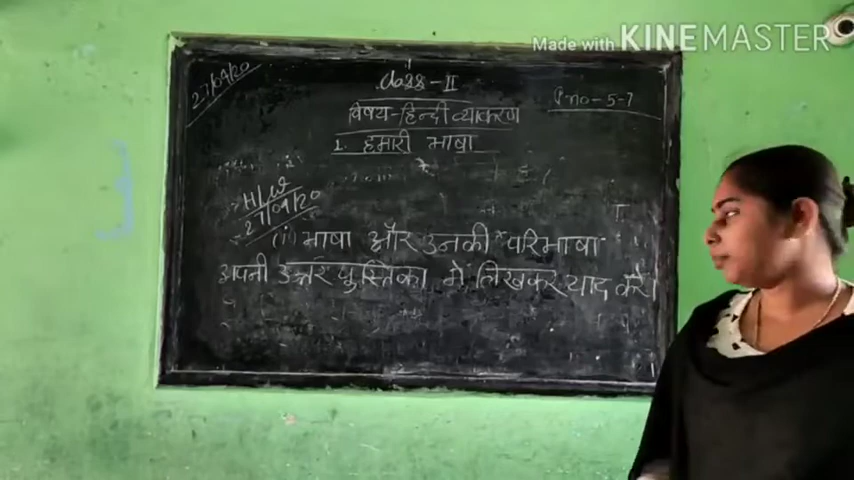 Made with KINEMASTER
27/04/20
Class-II
P.no-5-7
विषय-हिन्दी व्याकरण
1. हमारी भाषा
H/W
27/04/20
(i) भाषा और उनकी परिभाषा
अपनी उत्तर पुस्तिका मे लिखकर याद करे।